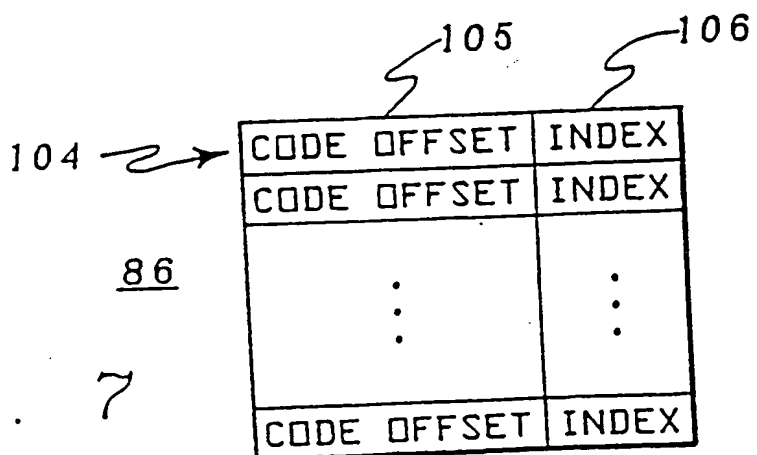 105 106
104 CODE OFFSET INDEX
CODE OFFSET INDEX
86
. 7
CODE OFFSET INDEX